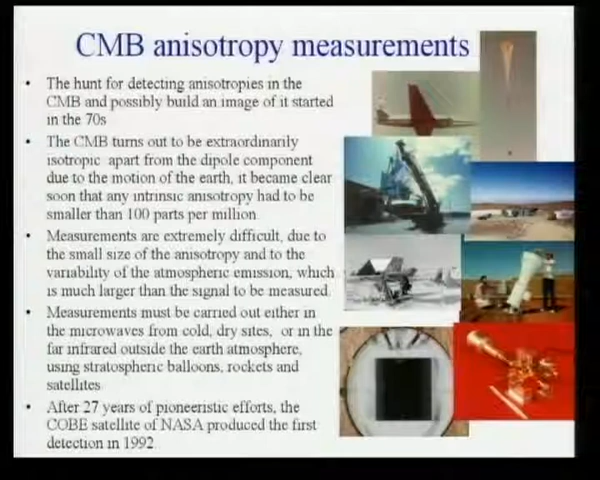 CMB anisotropy measurements
• The hunt for detecting anisotropies in the
CMB and possibly build an image of it started
in the 70s
• The CMB turns out to be extraordinarily
isotropic apart from the dipole component
due to the motion of the earth, it became clear
soon that any intrinsic anisotropy had to be
smaller than 100 parts per million
• Measurements are extremely difficult, due to
the small size of the anisotropy and to the
variability of the atmospheric emission, which
is much larger than the signal to be measured
• Measurements must be carried out either in
the microwaves from cold, dry sites, or in the
far infrared outside the earth atmosphere,
using stratospheric balloons, rockets and
satellites
• After 27 years of pioneeristic efforts, the
COBE satellite of NASA produced the first
detection in 1992